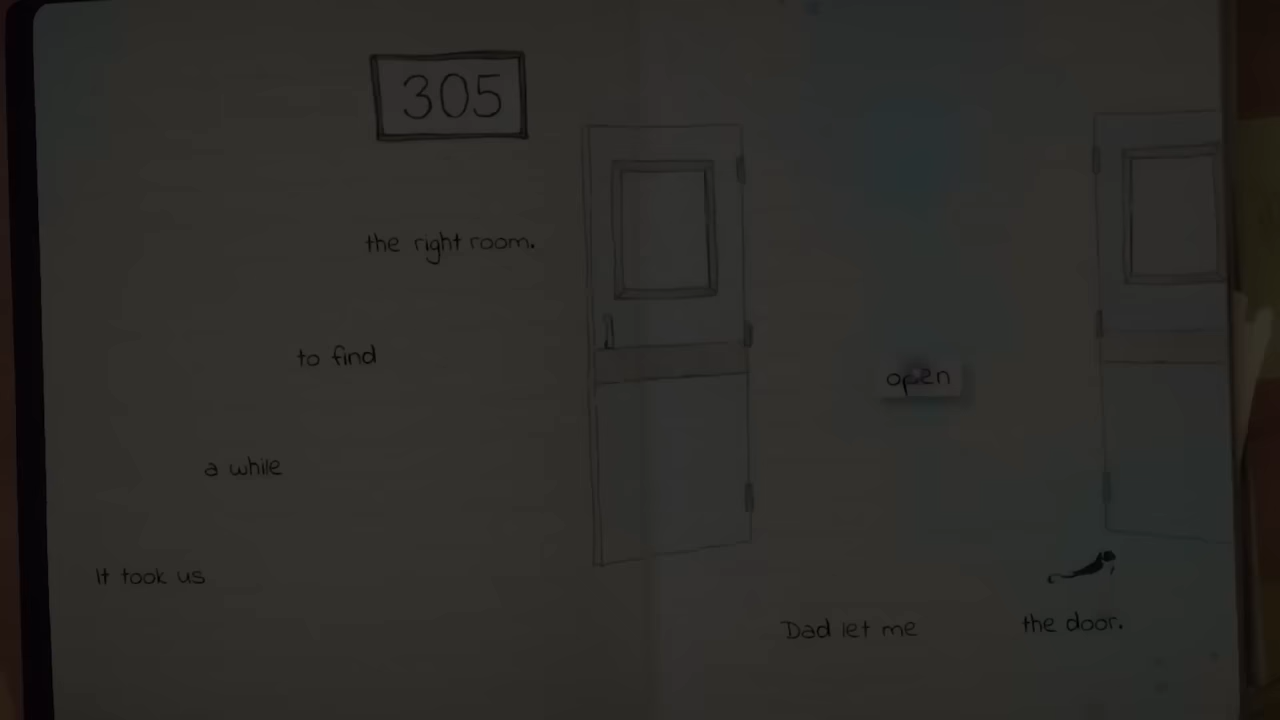 305
It took us
a while
to find
the right room.
Dad let me
open
the door.